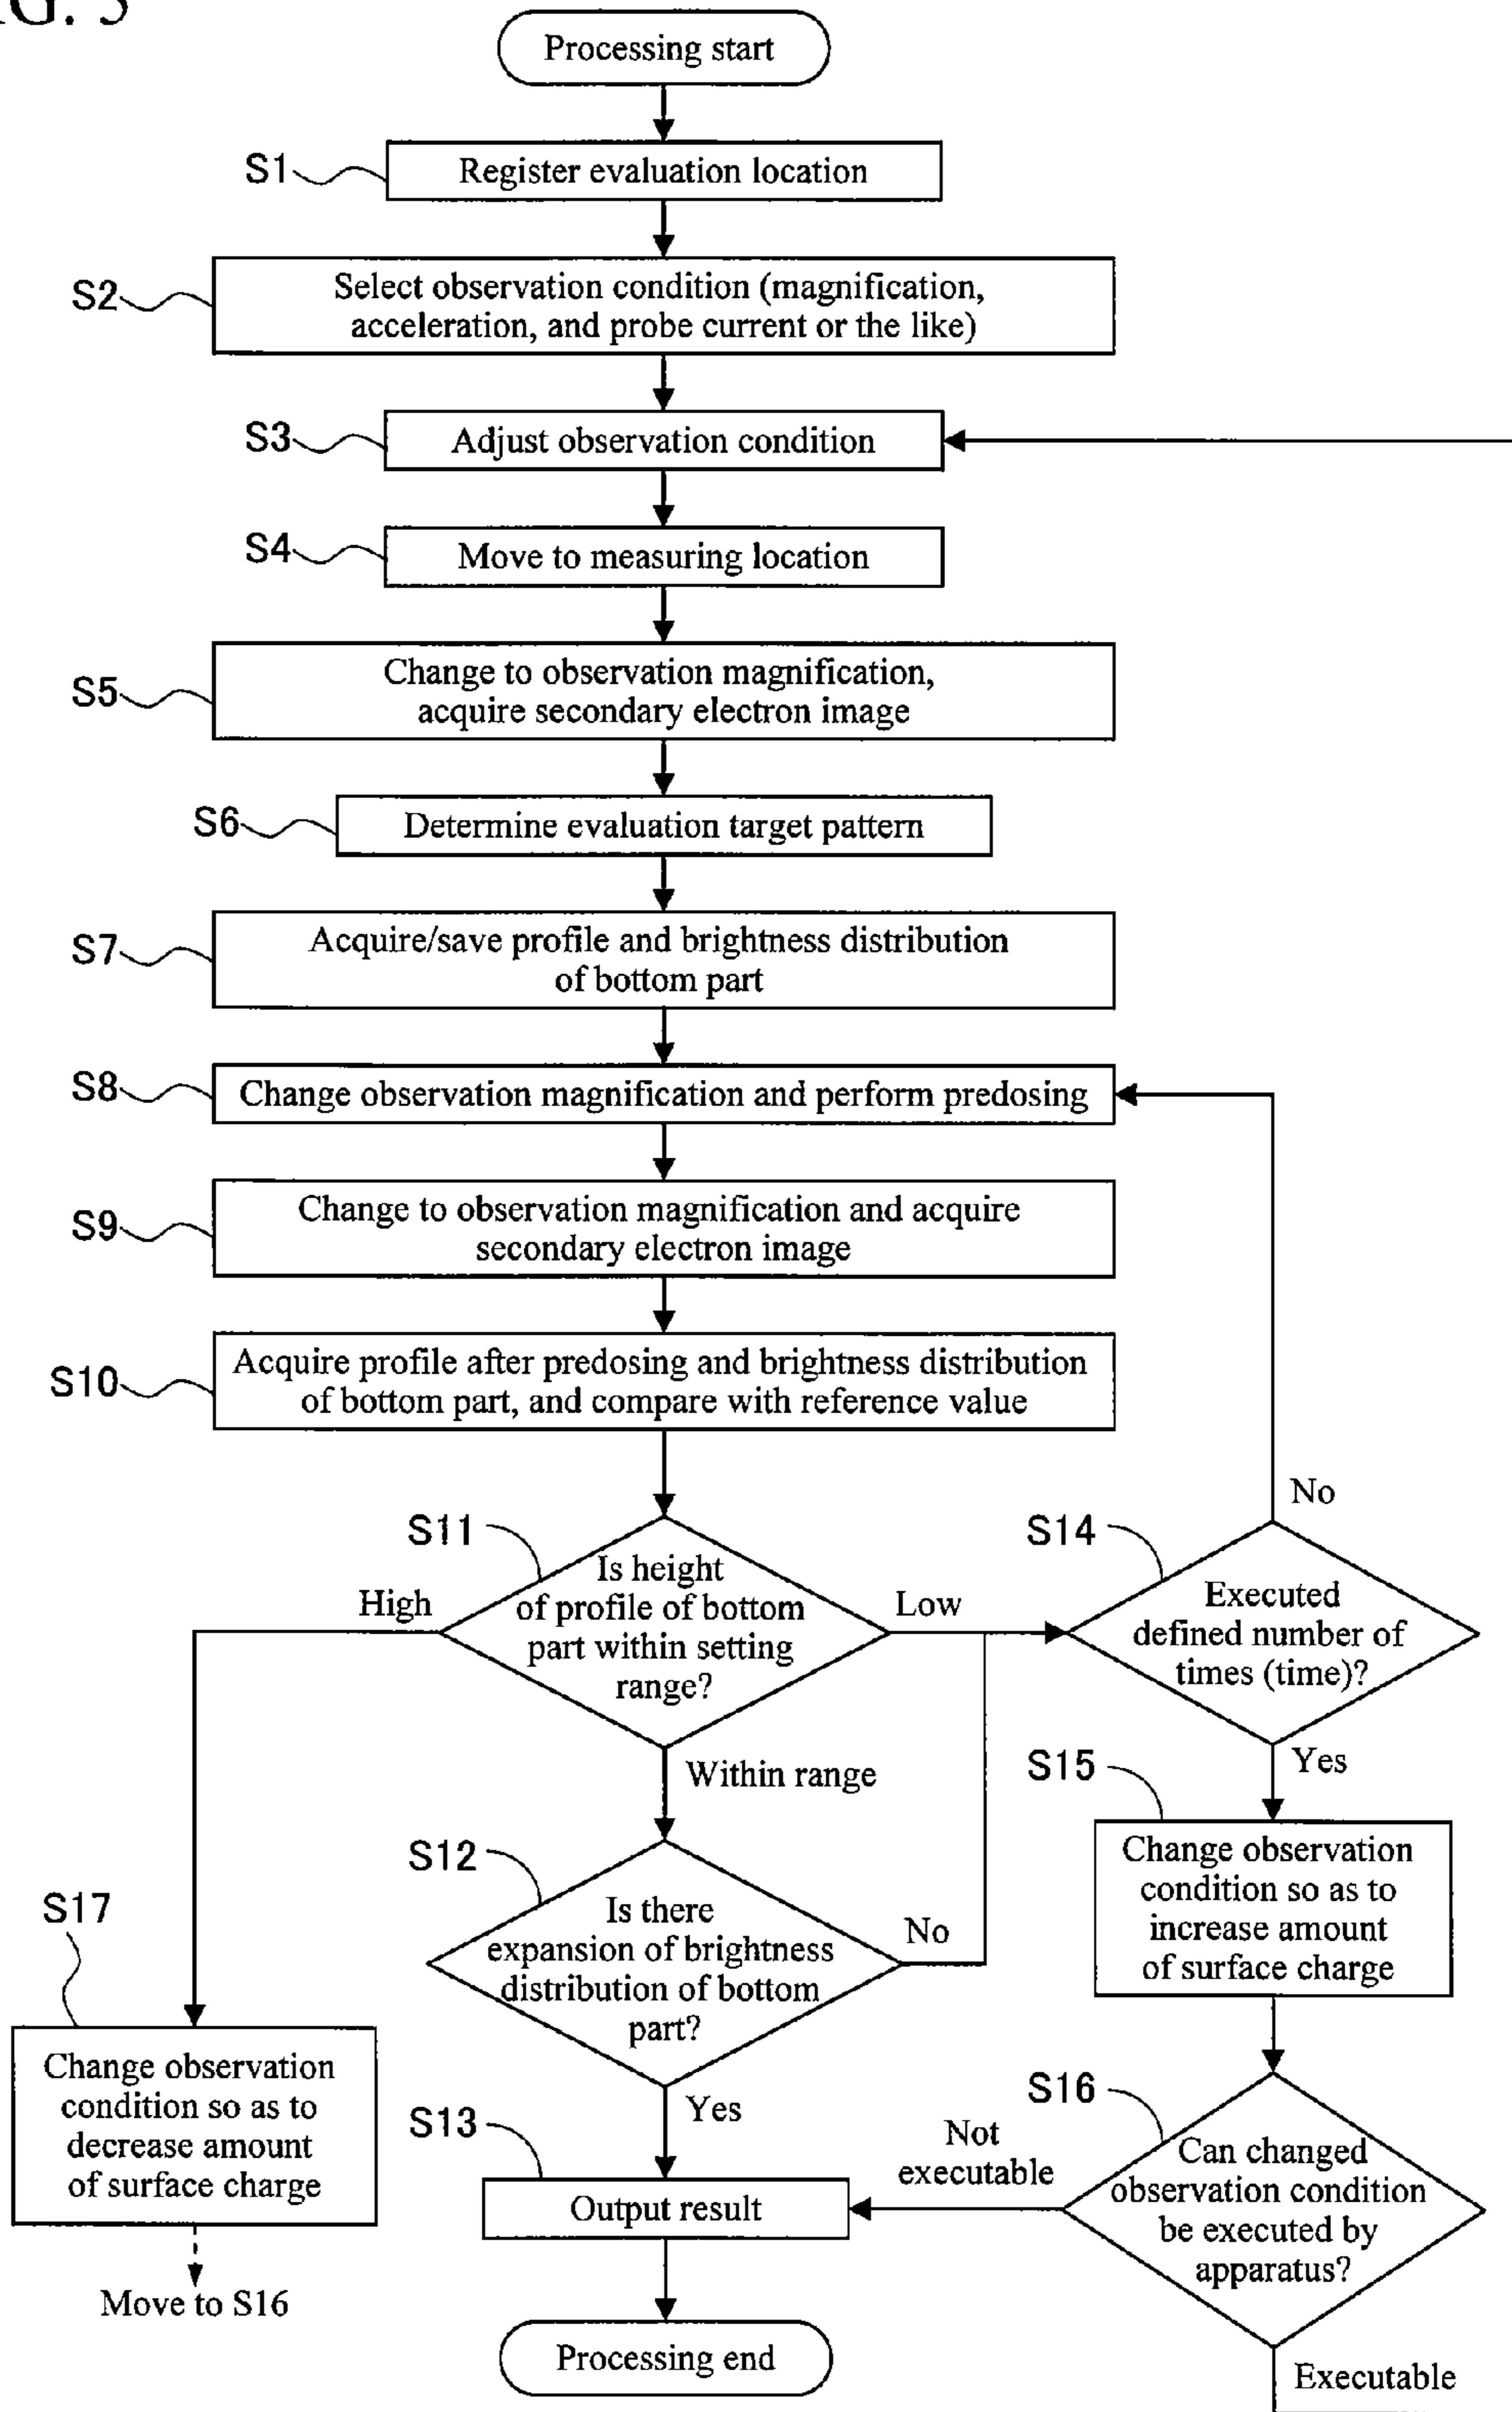 G. 5
Processing start
S1
Register evaluation location
S2
Select observation condition (magnification,
acceleration, and probe current or the like)
S3
Adjust observation condition
S4
Move to measuring location
S5
Change to observation magnification,
acquire secondary electron image
S6
Determine evaluation target pattern
S7
Acquire/save profile and brightness distribution
of bottom part
S8
Change observation magnification and perform predosing
S9
Change to observation magnification and acquire
secondary electron image
S10
Acquire profile after predosing and brightness distribution
of bottom part, and compare with reference value
S11
Is height
of profile of bottom
part within setting
range?
High
Low
Within range
S14
Executed
defined number of
times (time)?
No
Yes
S12
Is there
expansion of brightness
distribution of bottom
part?
No
Yes
S15
Change observation
condition so as to
increase amount
of surface charge
S17
Change observation
condition so as to
decrease amount
of surface charge
Move to S16
S13
Output result
Not
executable
S16
Can changed
observation condition
be executed by
apparatus?
Executable
Processing end